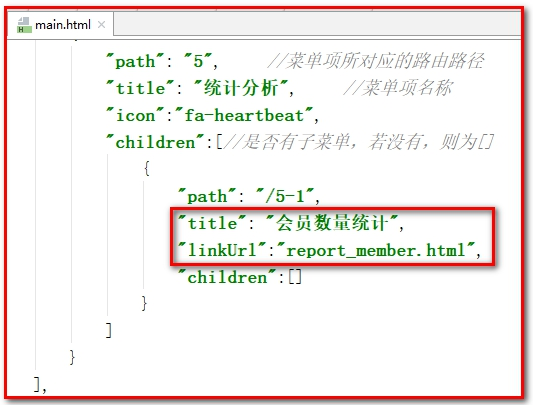 main.html
"path": "5", //菜单项所对应的路由路径
"title": "统计分析", //菜单项名称
"icon":"fa-heartbeat",
"children":[//是否有子菜单，若没有，则为[]
{
"path": "/5-1",
"title": "会员数量统计",
"linkUrl":"report_member.html",
"children":[]
}
]
}
],